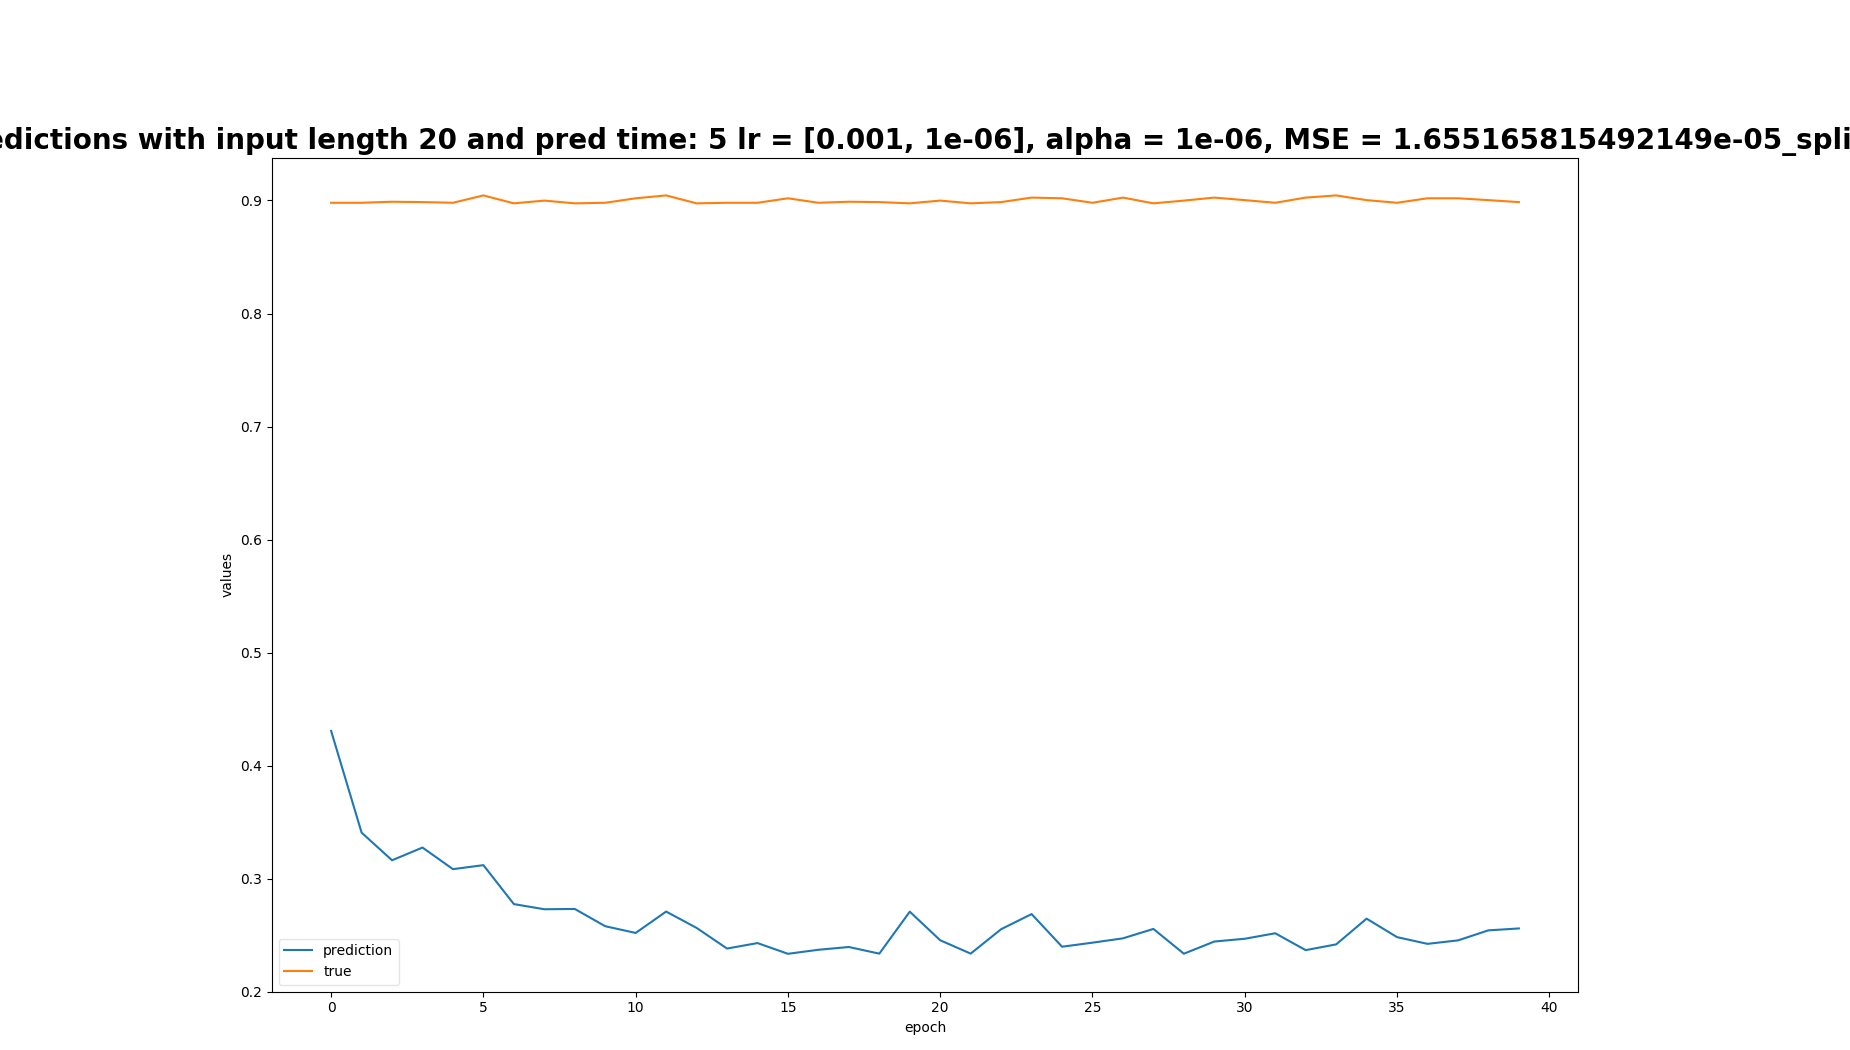 edictions with input length 20 and pred time: 5 lr = [0.001, 1e-06], alpha = 1e-06, MSE = 1.655165815492149e-05_spli
0.9
0.8
0.7
0.6
0.5
0.4
0.3
0.2
values
prediction
true
0 5 10 15 20 25 30 35 40
epoch